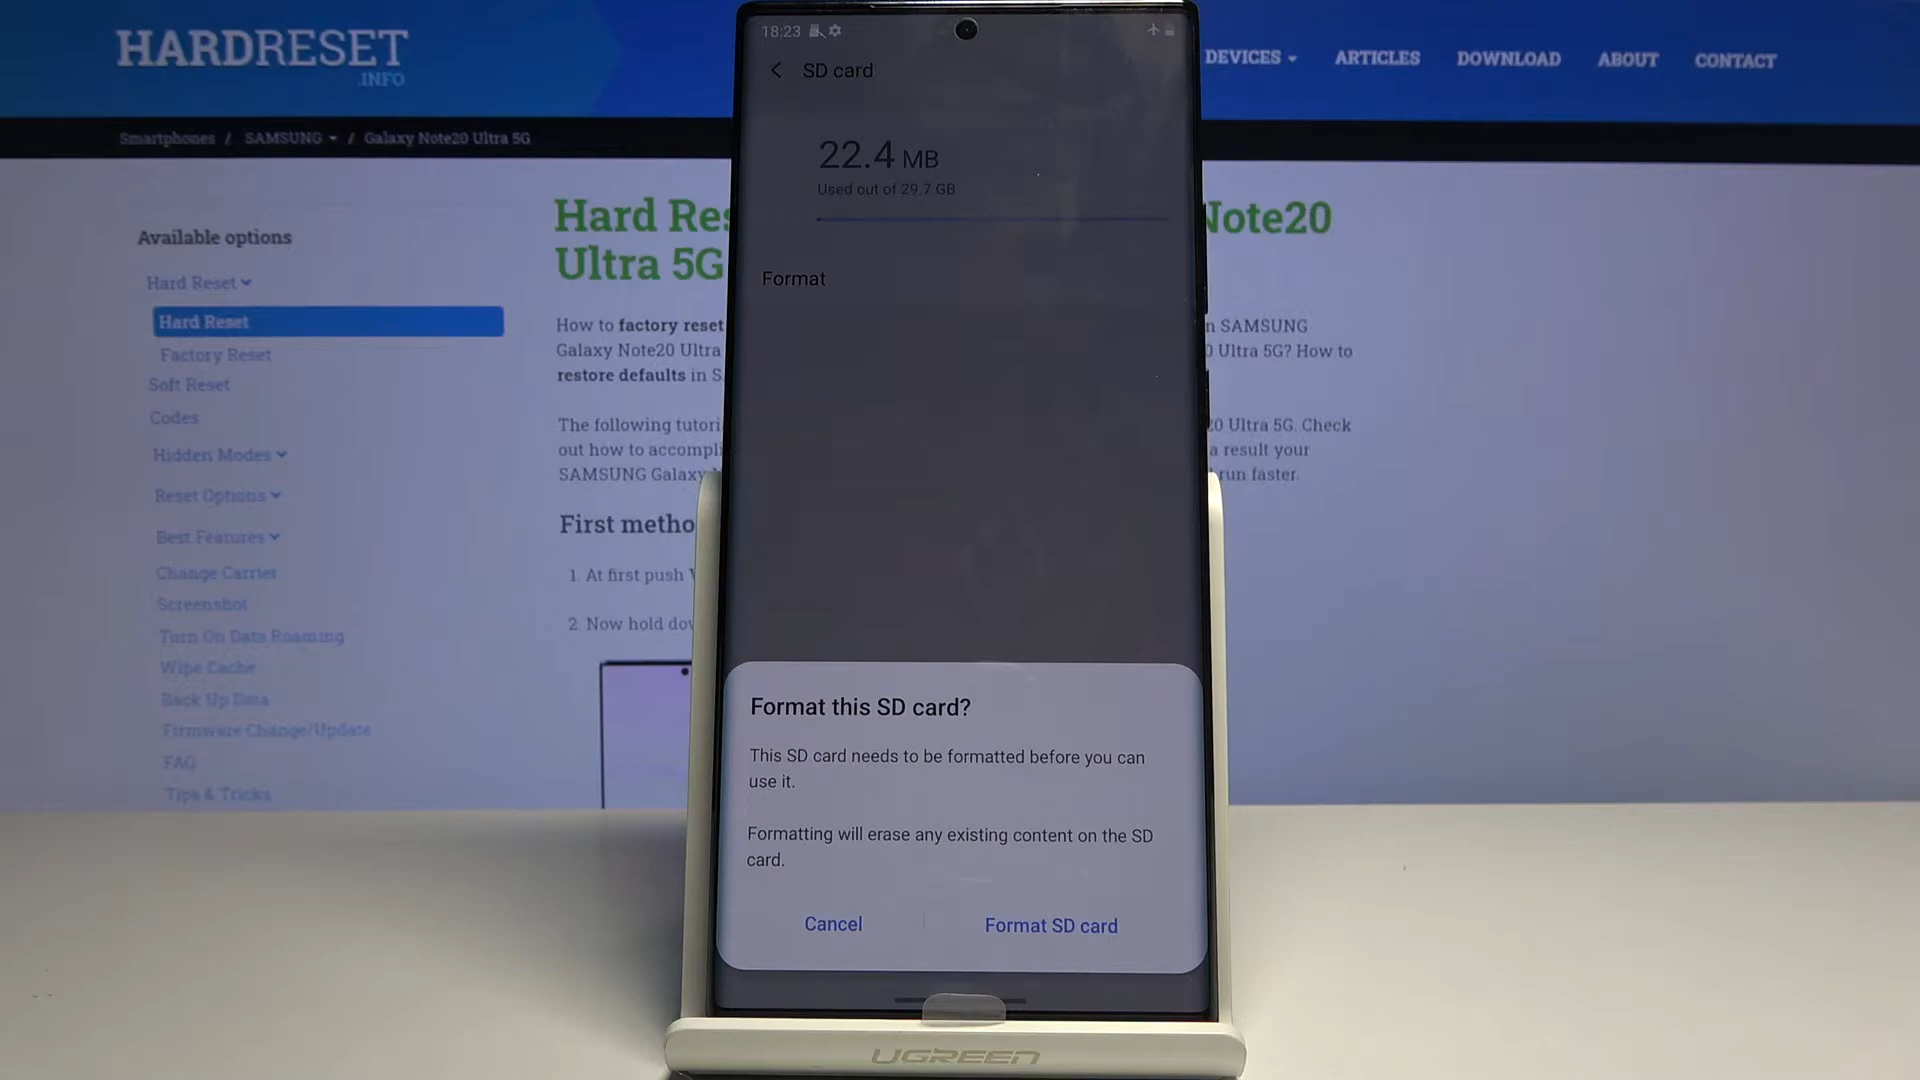 HARDRESET
.INFO
DEVICES
ARTICLES
DOWNLOAD
ABOUT
CONTACT
Smartphones / SAMSUNG / Galaxy Note20 Ultra 5G
Available options
Hard Reset
Hard Reset
Factory Reset
Soft Reset
Codes
Hidden Modes
Reset Options
Best Features
Change Carrier
Screenshot
Turn On Data Roaming
Wipe Cache
Back Up Data
Firmware Change/Update
FAQ
Tips & Tricks
Hard Res
Note20
Ultra 5G
How to factory reset
n SAMSUNG
Galaxy Note20 Ultra
0 Ultra 5G? How to
restore defaults in S
The following tutori
20 Ultra 5G. Check
out how to accompli
a result your
SAMSUNG Galaxy N
run faster.
First metho
1. At first push V
2. Now hold dov
18:23
SD card
22.4 MB
Used out of 29.7 GB
Format
Format this SD card?
This SD card needs to be formatted before you can
use it.
Formatting will erase any existing content on the SD
card.
Cancel
Format SD card
UGREEN